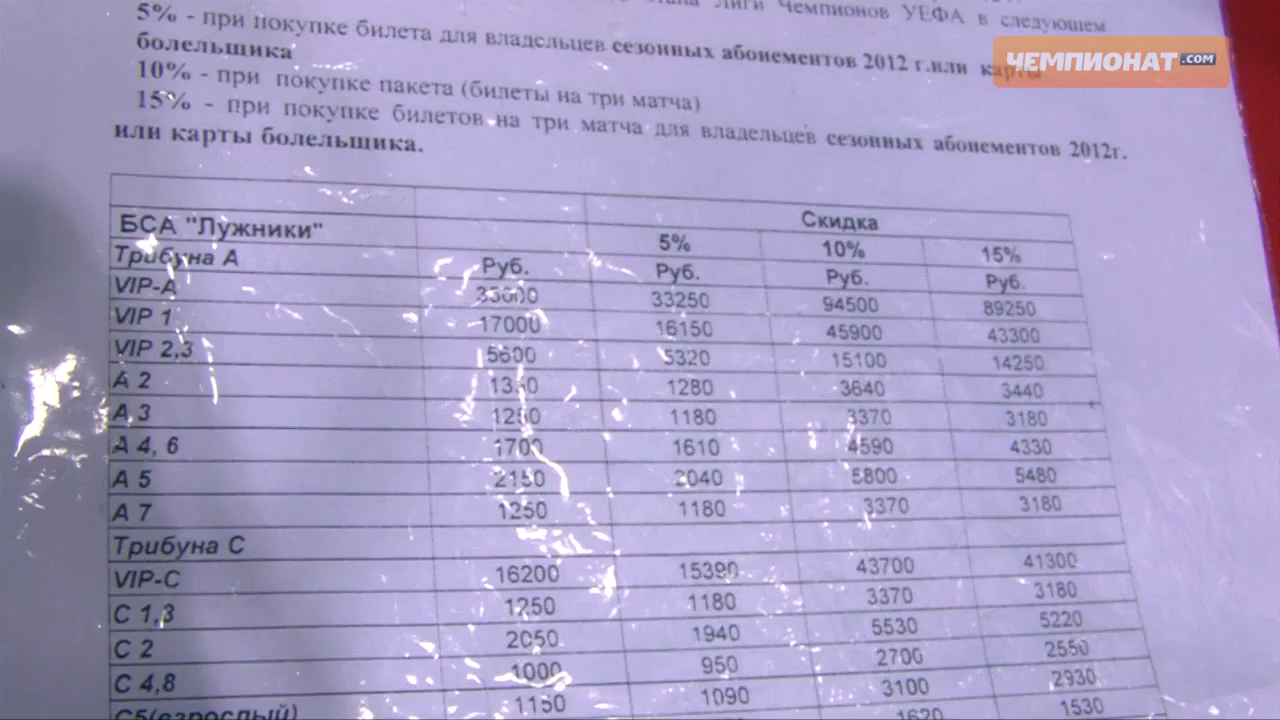 этапа Лиги Чемпионов УЕФА в следующем
5% - при покупке билета для владельцев сезонных абонементов 2012 г.или карты
болельщика
10% - при покупке пакета (билеты на три матча)
15% - при покупке билетов на три матча для владельцев сезонных абонементов 2012г.
или карты болельщика.
ЧЕМПИОНАТ.COM
Скидка
БСА "Лужники" 5% 10% 15%
Трибуна А Руб. Руб. Руб. Руб.
VIP-A 35000 33250 94500 89250
VIP 1 17000 16150 45900 43300
VIP 2,3 5600 5320 15100 14250
А 2 1280 3640 3440
А 3 1250 1180 3370 3180
А 4, 6 1700 1610 4590 4330
А 5 2150 2040 5800 5480
А 7 1250 1180 3370 3180
Трибуна С
VIP-C 16200 15390 43700 41300
С 1,3 1250 1180 3370 3180
С 2 2050 1940 5530 5220
С 4,8 1000 950 2700 2550
С5(взрослый) 1150 1090 3100 2930
1620 1530